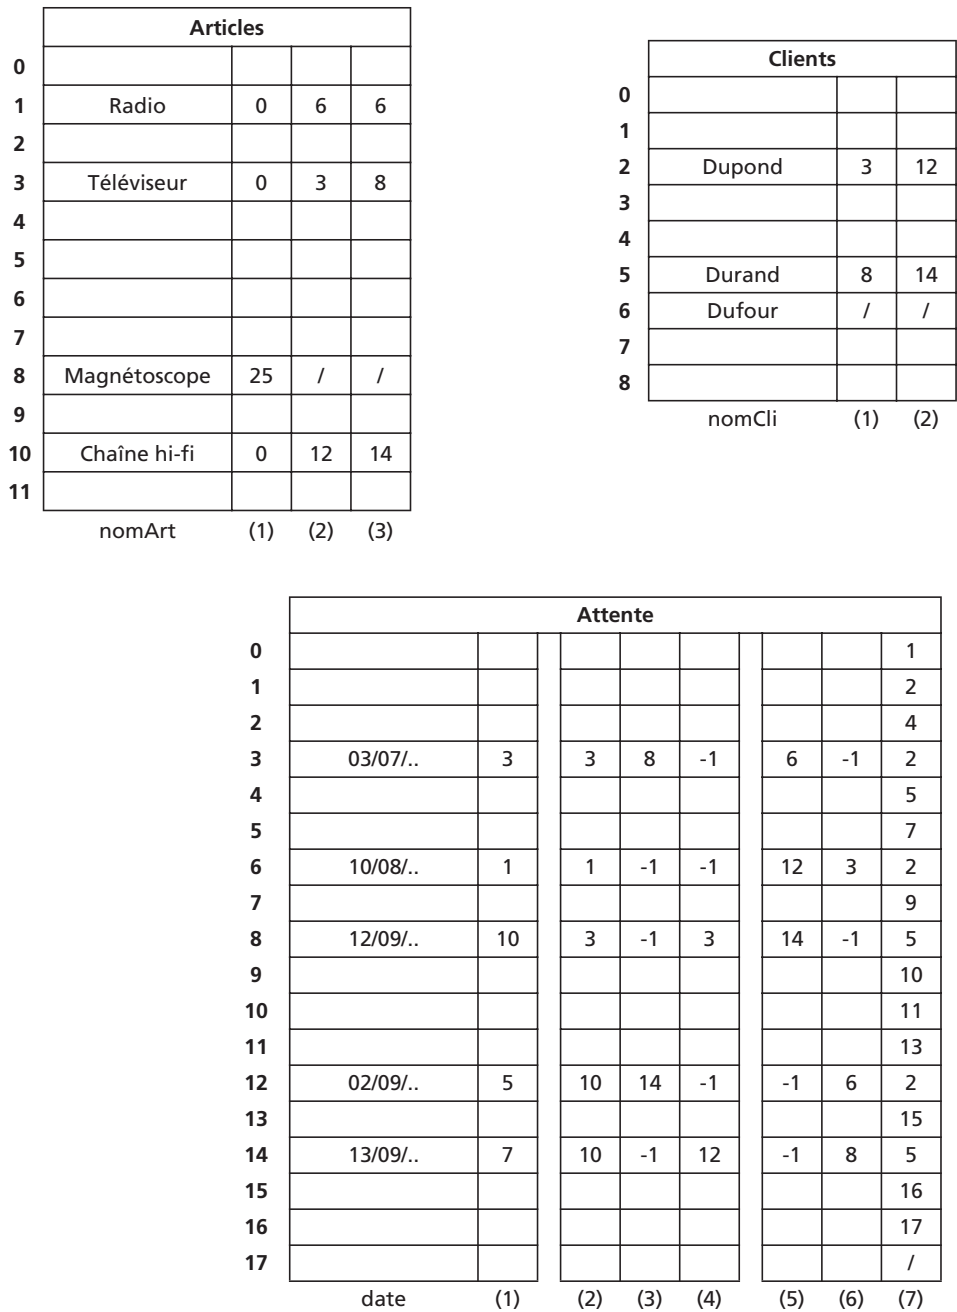 Articles
0
1 Radio 0 6 6
2
3 Téléviseur 0 3 8
4
5
6
7
8 Magnétoscope 25 / /
9
10 Chaîne hi-fi 0 12 14
11
nomArt (1) (2) (3)
Clients
0
1
2 Dupond 3 12
3
4
5 Durand 8 14
6 Dufour / /
7
8
nomCli (1) (2)
Attente
0 1
1 2
2 4
3 03/07/.. 3 3 8 -1 6 -1 2
4 5
5 7
6 10/08/.. 1 1 -1 -1 12 3 2
7 9
8 12/09/.. 10 3 -1 3 14 -1 5
9 10
10 11
11 13
12 02/09/.. 5 10 14 -1 -1 6 2
13 15
14 13/09/.. 7 10 -1 12 -1 8 5
15 16
16 17
17 /
date (1) (2) (3) (4) (5) (6) (7)